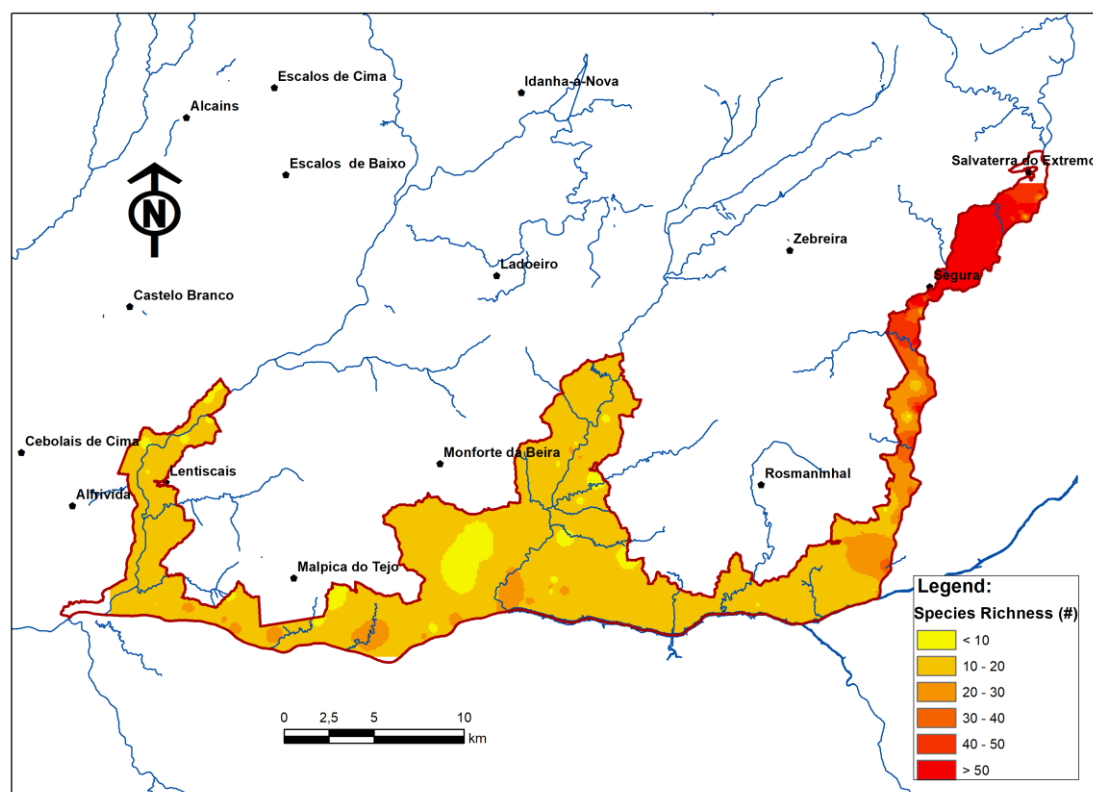 Escalos de Cima
Idanha-a-Nova
Alcains
Salvaterra do Extremo
Escalos de Baixo
N
Zebreira
Ladoeiro
Segura
Castelo Branco
Cebolais de Cima
Monforte da Beira
Lentiscais
Rosmaninhal
Alfrivida
Malpica do Tejo
Legend:
Species Richness (#)
< 10
10 - 20
20 - 30
30 - 40
40 - 50
> 50
0 2,5 5 10
km